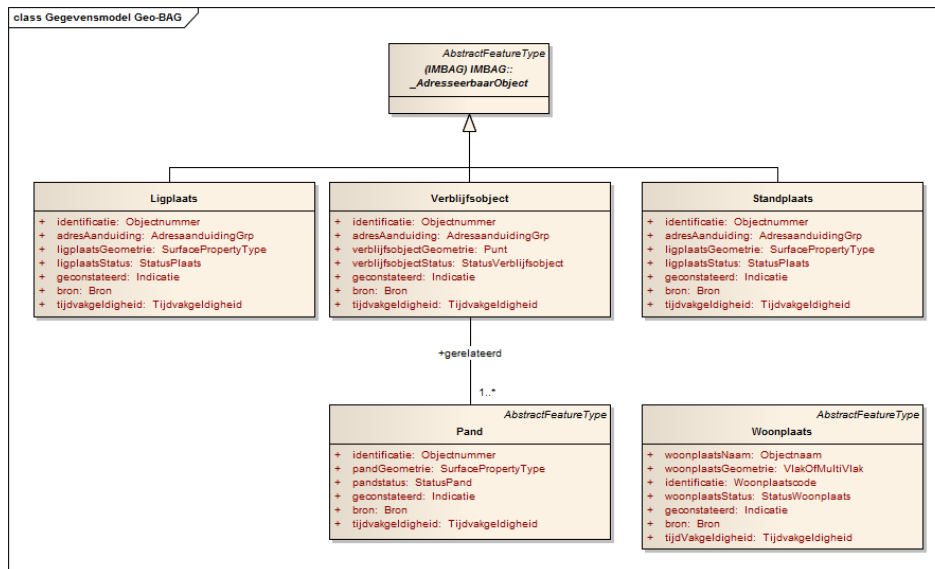 class Gegevensmodel Geo-BAG
AbstractFeatureType
(IMBAG) IMBAG::
_AdresseerbaarObject
Ligplaats
+ identificatie: Objectnummer
+ adresAanduiding: AdresaanduidingGrp
+ ligplaatsGeometrie: SurfacePropertyType
+ ligplaatsStatus: StatusPlaats
+ geconstateerd: Indicatie
+ bron: Bron
+ tijdvakgeldigheid: Tijdvakgeldigheid
Verblijfsobject
+ identificatie: Objectnummer
+ adresAanduiding: AdresaanduidingGrp
+ verblijfsobjectGeometrie: Punt
+ verblijfsobjectStatus: StatusVerblijfsobject
+ geconstateerd: Indicatie
+ bron: Bron
+ tijdvakgeldigheid: Tijdvakgeldigheid
Standplaats
+ identificatie: Objectnummer
+ adresAanduiding: AdresaanduidingGrp
+ ligplaatsGeometrie: SurfacePropertyType
+ ligplaatsStatus: StatusPlaats
+ geconstateerd: Indicatie
+ bron: Bron
+ tijdvakgeldigheid: Tijdvakgeldigheid
+gerelateerd
1..*
AbstractFeatureType
Pand
+ identificatie: Objectnummer
+ pandGeometrie: SurfacePropertyType
+ pandstatus: StatusPand
+ geconstateerd: Indicatie
+ bron: Bron
+ tijdvakgeldigheid: Tijdvakgeldigheid
AbstractFeatureType
Woonplaats
+ woonplaatsNaam: Objectnaam
+ woonplaatsGeometrie: VlakOfMultiVlak
+ identificatie: Woonplaatscode
+ woonplaatsStatus: StatusWoonplaats
+ geconstateerd: Indicatie
+ bron: Bron
+ tijdVakgeldigheid: Tijdvakgeldigheid